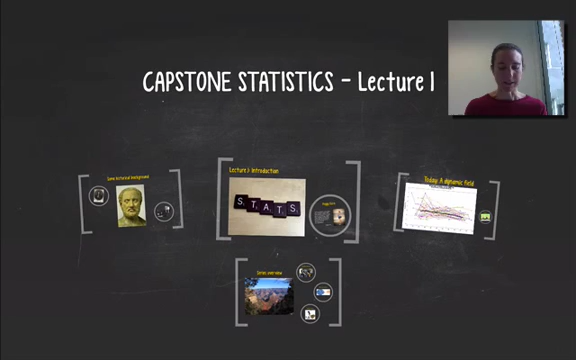 CAPSTONE STATISTICS - Lecture 1
Some historical background
Lecture 1: Introduction
Today: A dynamic field
STATS
Series overview